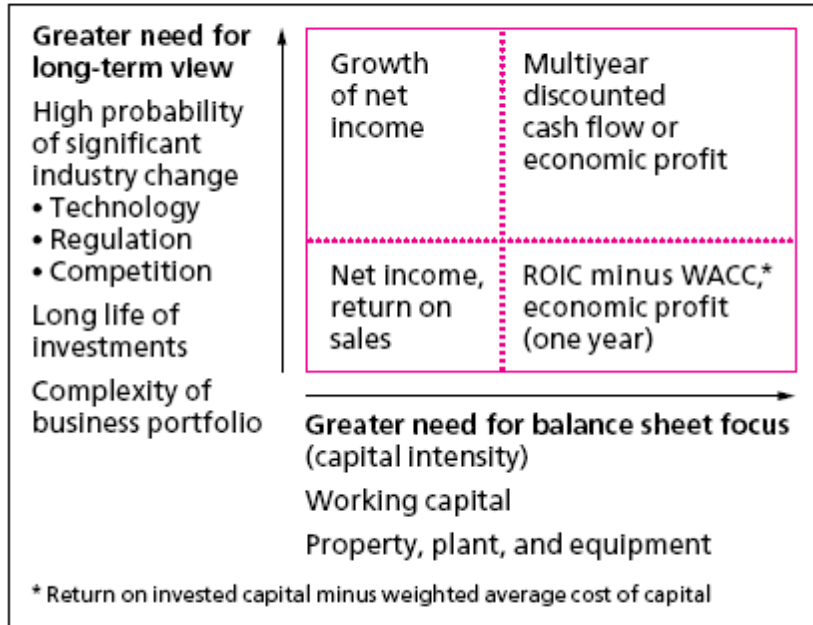 Greater need for
long-term view
High probability
of significant
industry change
• Technology
• Regulation
• Competition
Long life of
investments
Complexity of
business portfolio
Growth
of net
income
Multiyear
discounted
cash flow or
economic profit
Net income,
return on
sales
ROIC minus WACC,*
economic profit
(one year)
Greater need for balance sheet focus
(capital intensity)
Working capital
Property, plant, and equipment
* Return on invested capital minus weighted average cost of capital